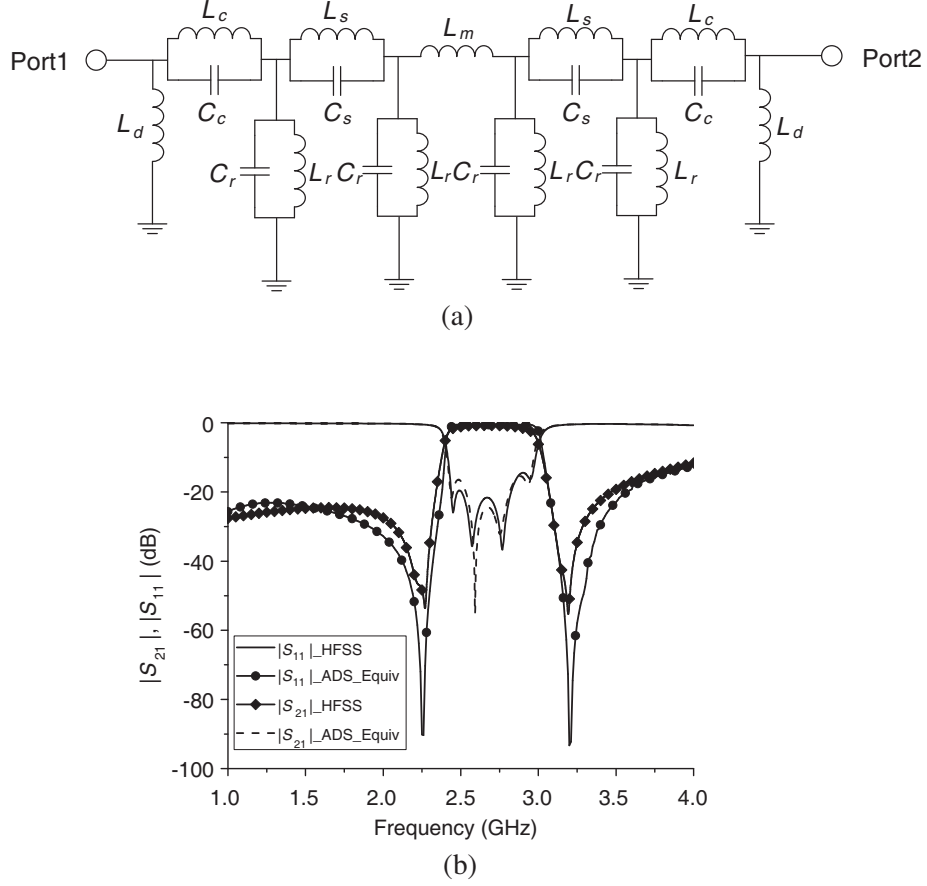 L_c L_s L_m L_s L_c
Port1 Port2
C_c C_s C_s C_c
L_d L_d
C_r L_r C_r L_r C_r L_r C_r L_r
(a)
|S_21|, |S_11| (dB)
0
-20
-40
-60
-80
-100
|S_11|_HFSS
|S_11|_ADS_Equiv
|S_21|_HFSS
|S_21|_ADS_Equiv
1.0 1.5 2.0 2.5 3.0 3.5 4.0
Frequency (GHz)
(b)